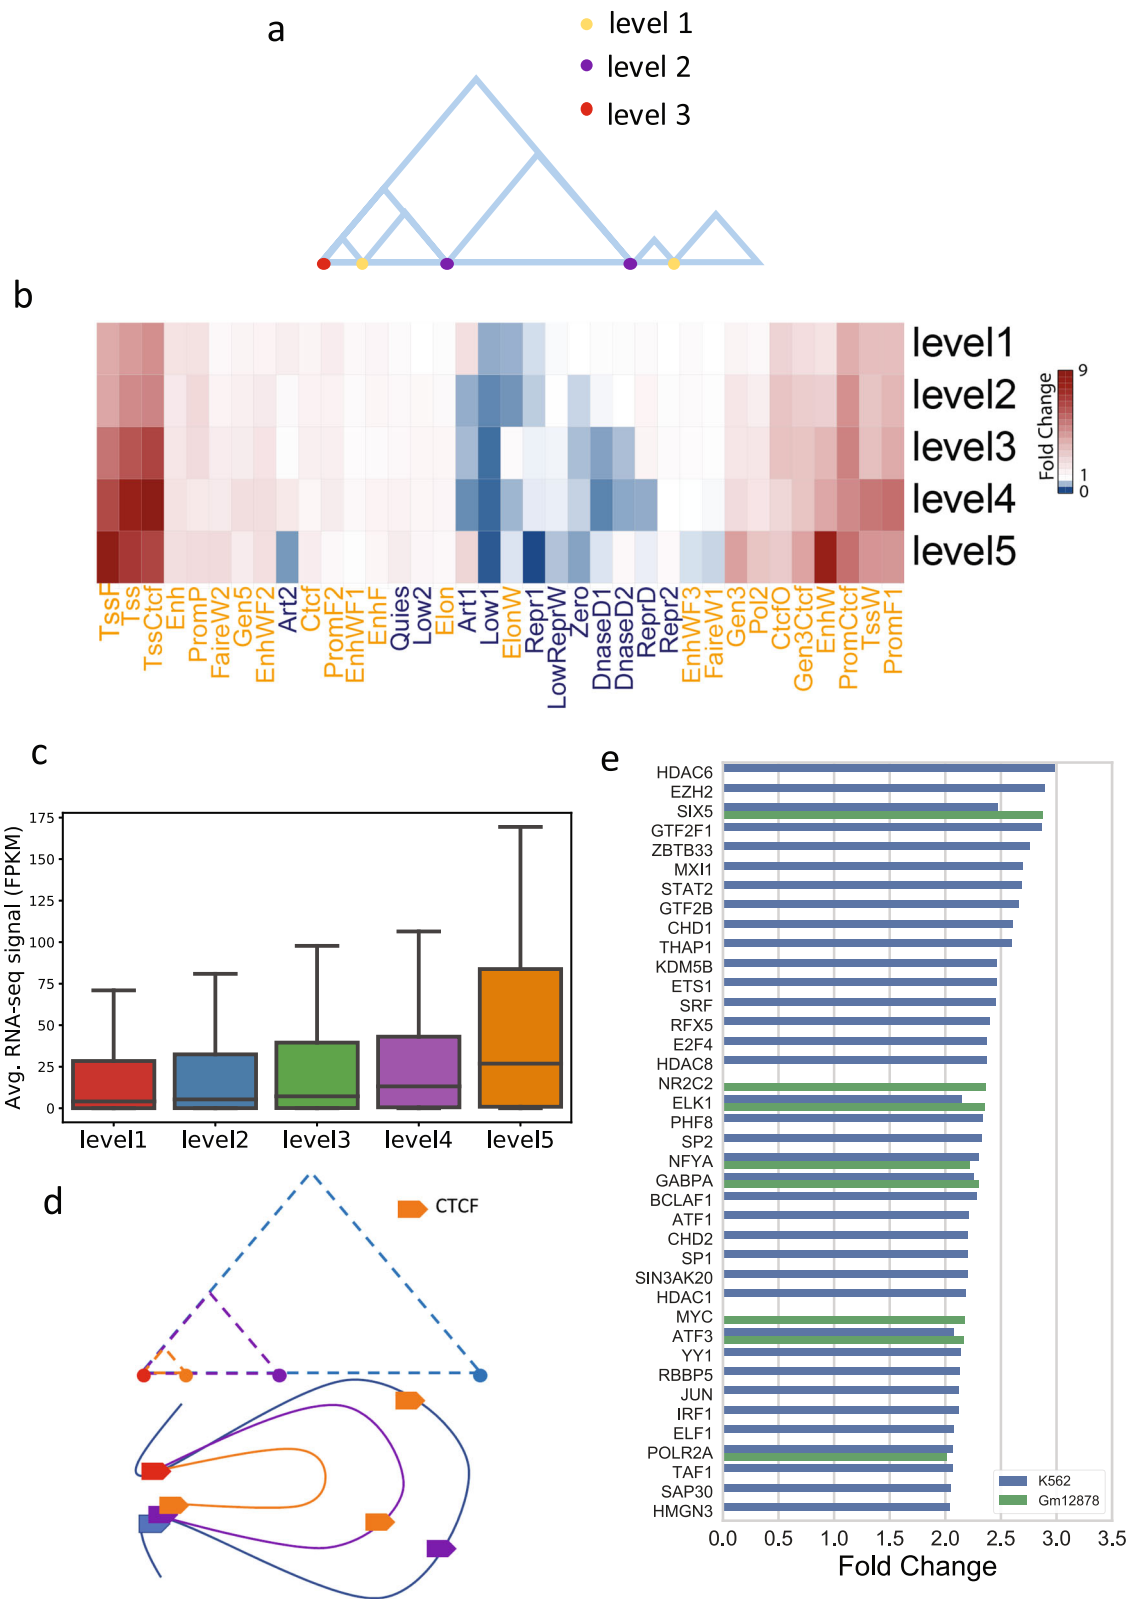 a
level 1
level 2
level 3
b
level1
level2
level3
level4
level5
Fold Change
9
1
0
TssF
Tss
TssCtcf
Enh
PromP
FaireW2
Gen5
EnhWF2
Art2
Ctcf
PromF2
EnhWF1
EnhF
Quies
Low2
Elon
Art1
Low1
ElonW
Repr1
LowReprW
Zero
DnaseD1
DnaseD2
ReprD
Repr2
EnhWF3
FaireW1
Gen3
Pol2
CtcfO
Gen3Ctcf
EnhW
PromCtcf
TssW
PromF1
c
Avg. RNA-seq signal (FPKM)
175
150
125
100
75
50
25
0
level1
level2
level3
level4
level5
d
CTCF
e
HDAC6
EZH2
SIX5
GTF2F1
ZBTB33
MXI1
STAT2
GTF2B
CHD1
THAP1
KDM5B
ETS1
SRF
RFX5
E2F4
HDAC8
NR2C2
ELK1
PHF8
SP2
NFYA
GABPA
BCLAF1
ATF1
CHD2
SP1
SIN3AK20
HDAC1
MYC
ATF3
YY1
RBBP5
JUN
IRF1
ELF1
POLR2A
TAF1
SAP30
HMGN3
K562
Gm12878
0.0
0.5
1.0
1.5
2.0
2.5
3.0
3.5
Fold Change